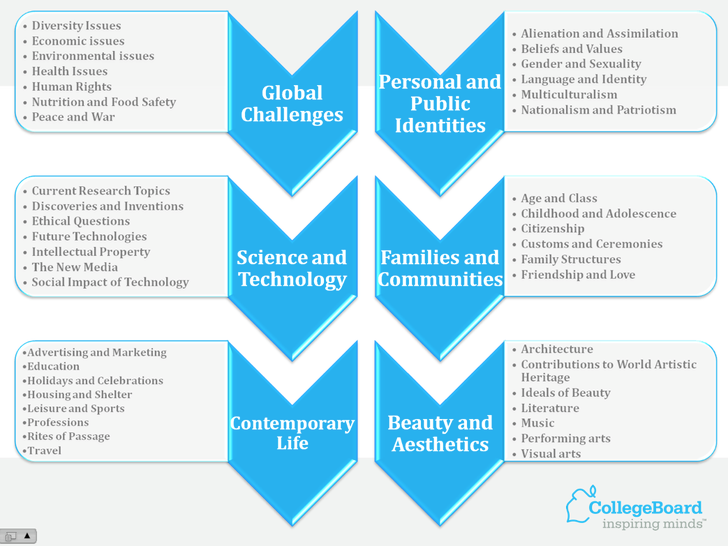 • Diversity Issues
• Economic issues
• Environmental issues
• Health Issues
• Human Rights
• Nutrition and Food Safety
• Peace and War
Global
Challenges
Personal and
Public
Identities
• Alienation and Assimilation
• Beliefs and Values
• Gender and Sexuality
• Language and Identity
• Multiculturalism
• Nationalism and Patriotism
• Current Research Topics
• Discoveries and Inventions
• Ethical Questions
• Future Technologies
• Intellectual Property
• The New Media
• Social Impact of Technology
Science and
Technology
Families and
Communities
• Age and Class
• Childhood and Adolescence
• Citizenship
• Customs and Ceremonies
• Family Structures
• Friendship and Love
•Advertising and Marketing
•Education
•Holidays and Celebrations
•Housing and Shelter
•Leisure and Sports
•Professions
•Rites of Passage
•Travel
Contemporary
Life
Beauty and
Aesthetics
• Architecture
• Contributions to World Artistic
Heritage
• Ideals of Beauty
• Literature
• Music
• Performing arts
• Visual arts
CollegeBoard
inspiring minds™